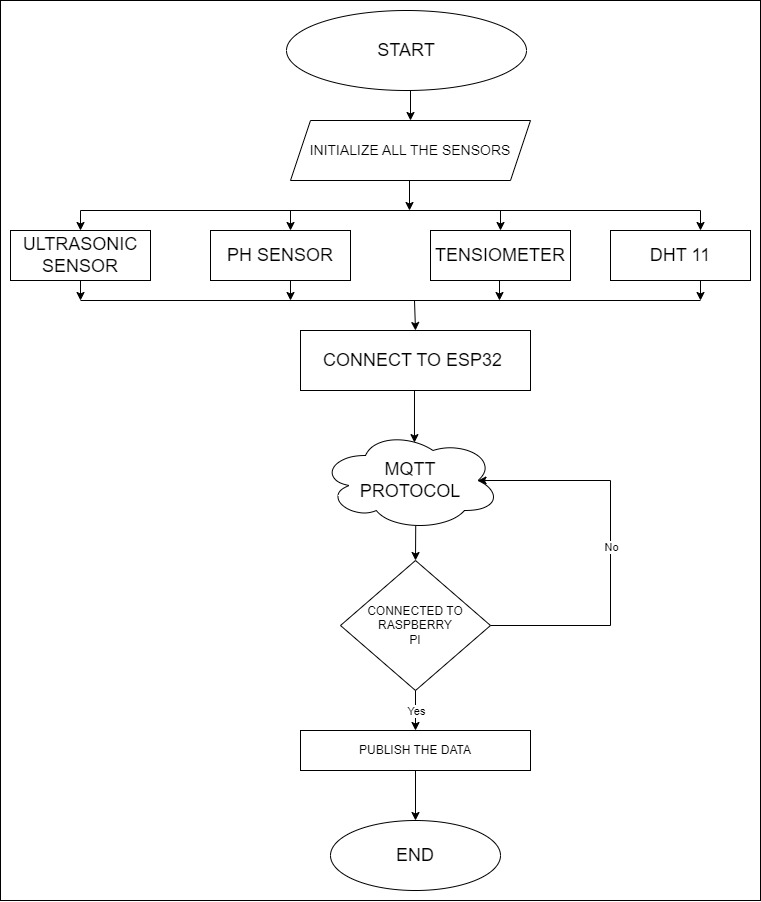 START
INITIALIZE ALL THE SENSORS
ULTRASONIC
SENSOR
PH SENSOR
TENSIOMETER
DHT 11
CONNECT TO ESP32
MQTT
PROTOCOL
No
CONNECTED TO
RASPBERRY
PI
Yes
PUBLISH THE DATA
END